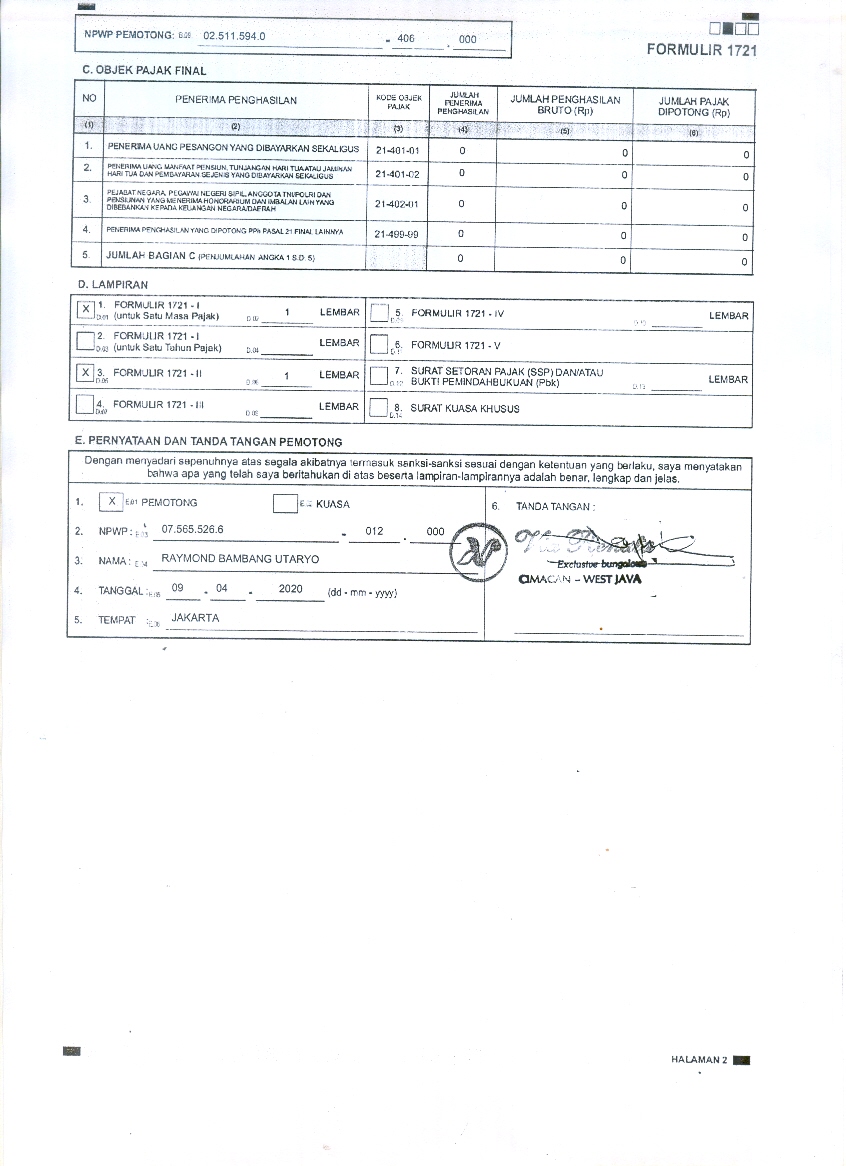 NPWP PEMOTONG: B.09 02.511.594.0 - 406 . 000
FORMULIR 1721
C. OBJEK PAJAK FINAL
NO PENERIMA PENGHASILAN KODE OBJEK PAJAK JUMLAH PENERIMA PENGHASILAN JUMLAH PENGHASILAN BRUTO (Rp) JUMLAH PAJAK DIPOTONG (Rp)
(1) (2) (3) (4) (5) (6)
1. PENERIMA UANG PESANGON YANG DIBAYARKAN SEKALIGUS 21-401-01 0 0 0
2. PENERIMA UANG MANFAAT PENSIUN, TUNJANGAN HARI TUA ATAU JAMINAN
HARI TUA DAN PEMBAYARAN SEJENIS YANG DIBAYARKAN SEKALIGUS 21-401-02 0 0 0
3. PEJABAT NEGARA, PEGAWAI NEGERI SIPIL, ANGGOTA TNI/POLRI DAN
PENSIUNAN YANG MENERIMA HONORARIUM DAN IMBALAN LAIN YANG
DIBEBANKAN KEPADA KEUANGAN NEGARA/DAERAH 21-402-01 0 0 0
4. PENERIMA PENGHASILAN YANG DIPOTONG PPh PASAL 21 FINAL LAINNYA 21-499-99 0 0 0
5. JUMLAH BAGIAN C (PENJUMLAHAN ANGKA 1 S.D. 5) 0 0 0
D. LAMPIRAN
X D.01 1. FORMULIR 1721 - I
(untuk Satu Masa Pajak) D.02 1 LEMBAR
D.03 2. FORMULIR 1721 - I
(untuk Satu Tahun Pajak) D.04 LEMBAR
X D.05 3. FORMULIR 1721 - II D.06 1 LEMBAR
D.07 4. FORMULIR 1721 - III D.08 LEMBAR
5. FORMULIR 1721 - IV LEMBAR
6. FORMULIR 1721 - V
D.12 7. SURAT SETORAN PAJAK (SSP) DAN/ATAU
BUKTI PEMINDAHBUKUAN (Pbk) D.13 LEMBAR
D.14 8. SURAT KUASA KHUSUS
E. PERNYATAAN DAN TANDA TANGAN PEMOTONG
Dengan menyadari sepenuhnya atas segala akibatnya termasuk sanksi-sanksi sesuai dengan ketentuan yang berlaku, saya menyatakan
bahwa apa yang telah saya beritahukan di atas beserta lampiran-lampirannya adalah benar, lengkap dan jelas.
1. X E.01 PEMOTONG KUASA
2. NPWP : E.03 07.565.526.6 - 012 . 000
3. NAMA : E.04 RAYMOND BAMBANG UTARYO
4. TANGGAL : E.05 09 - 04 - 2020 (dd - mm - yyyy)
5. TEMPAT : E.06 JAKARTA
6. TANDA TANGAN :
Exclusive bungalows
CIMACAN - WEST JAVA
HALAMAN 2